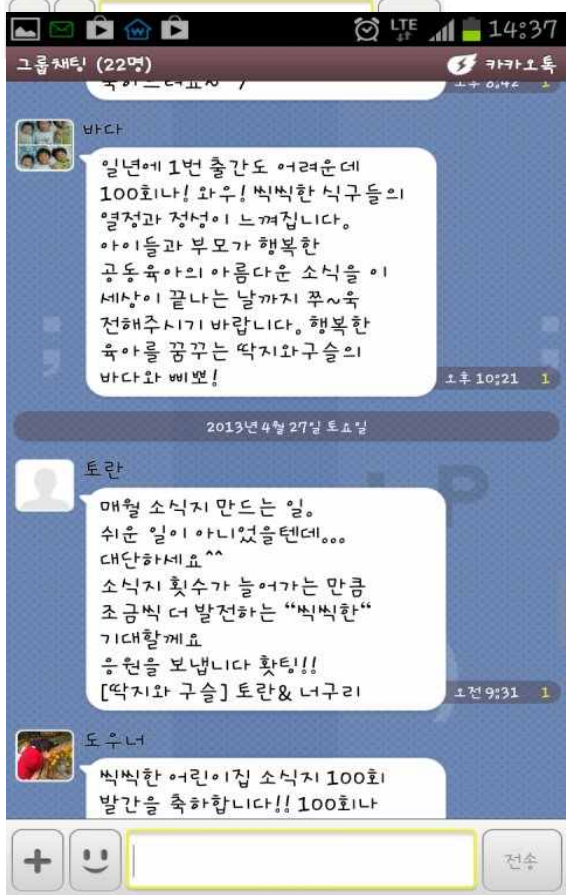 LTE 14:37
그룹채팅 (22명) 카카오톡
바다
일년에 1번 출간도 어려운데
100회나! 와우! 씩씩한 식구들의
열정과 정성이 느껴집니다.
아이들과 부모가 행복한
공동육아의 아름다운 소식을 이
세상이 끝나는 날까지 쭈~욱
전해주시기 바랍니다. 행복한
육아를 꿈꾸는 딱지와구슬의
바다와 삐뽀!
오후 10:21 1
2013년 4월 27일 토요일
토란
매월 소식지 만드는 일.
쉬운 일이 아니었을텐데...
대단하세요^^
소식지 횟수가 늘어가는 만큼
조금씩 더 발전하는 “씩씩한“
기대할께요
응원을 보냅니다 홧팅!!
[딱지와 구슬] 토란& 너구리
오전 9:31 1
도우너
씩씩한 어린이집 소식지 100회
발간을 축하합니다!! 100회나
전송